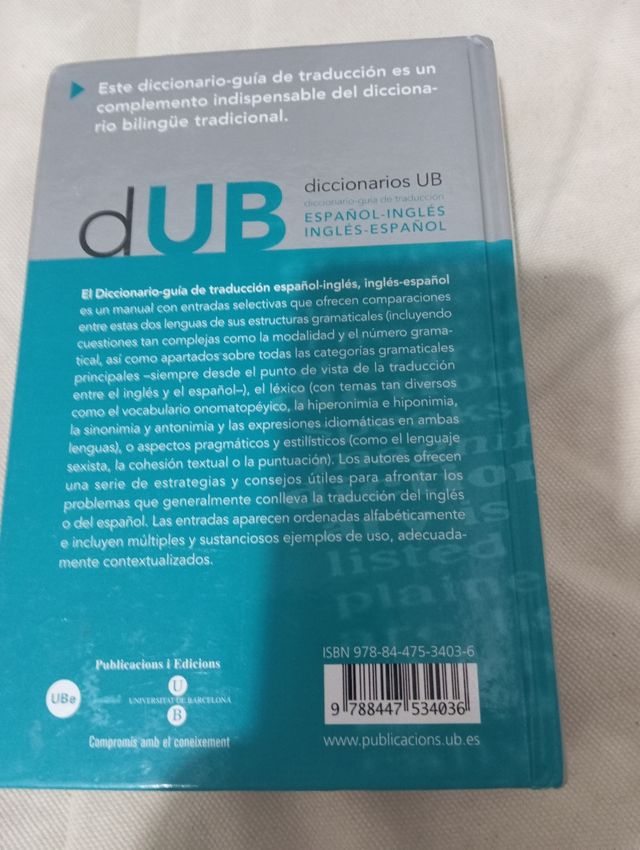 Este diccionario-guía de traducción es un
complemento indispensable del dicciona-
rio bilingüe tradicional.
dUB
diccionarios UB
diccionario-guía de traducción
ESPAÑOL-INGLÉS
INGLÉS-ESPAÑOL
El Diccionario-guía de traducción español-inglés, inglés-español
es un manual con entradas selectivas que ofrecen comparaciones
entre estas dos lenguas de sus estructuras gramaticales (incluyendo
cuestiones tan complejas como la modalidad y el número grama-
tical, así como apartados sobre todas las categorías gramaticales
principales –siempre desde el punto de vista de la traducción
entre el inglés y el español–), el léxico (con temas tan diversos
como el vocabulario onomatopéyico, la hiperonimia e hiponimia,
la sinonimia y antonimia y las expresiones idiomáticas en ambas
lenguas), o aspectos pragmáticos y estilísticos (como el lenguaje
sexista, la cohesión textual o la puntuación). Los autores ofrecen
una serie de estrategias y consejos útiles para afrontar los
problemas que generalmente conlleva la traducción del inglés
o del español. Las entradas aparecen ordenadas alfabéticamente
e incluyen múltiples y sustanciosos ejemplos de uso, adecuada-
mente contextualizados.
listed
plaine
ISBN 978-84-475-3403-6
9 788447 534036
www.publicacions.ub.es
Publicacions i Edicions
UBe
U
UNIVERSITAT DE BARCELONA
B
Compromís amb el coneixement